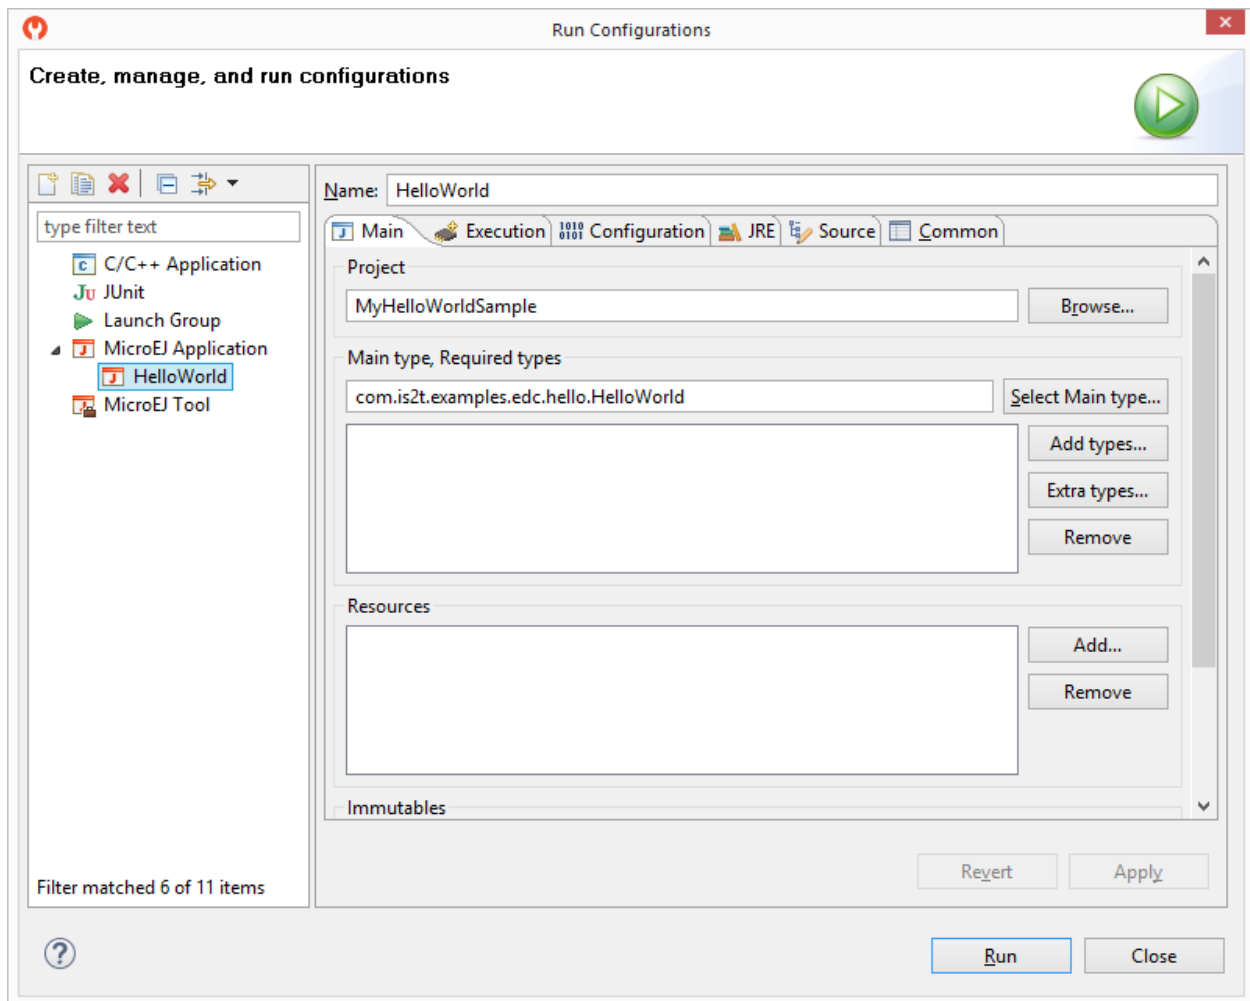 Run Configurations
Create, manage, and run configurations
type filter text
C/C++ Application
JUnit
Launch Group
MicroEJ Application
HelloWorld
MicroEJ Tool
Filter matched 6 of 11 items
Name: HelloWorld
Main Execution Configuration JRE Source Common
Project
MyHelloWorldSample Browse...
Main type, Required types
com.is2t.examples.edc.hello.HelloWorld Select Main type...
Add types...
Extra types...
Remove
Resources
Add...
Remove
Immutables
Revert Apply
Run Close